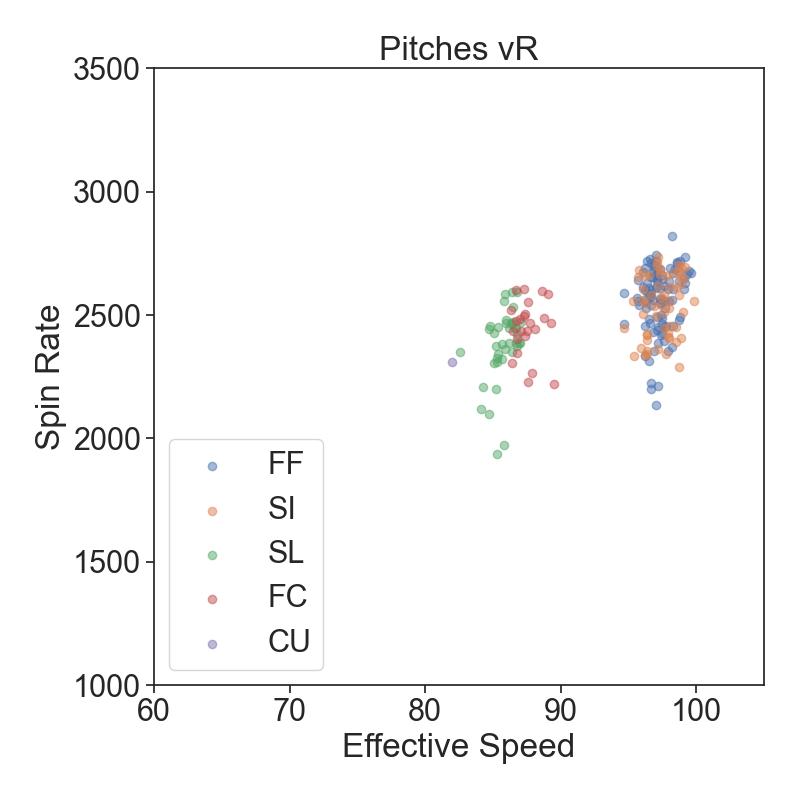 Pitches vR
3500
3000
2500
2000
1500
1000
Spin Rate
FF
SI
SL
FC
CU
60 70 80 90 100
Effective Speed